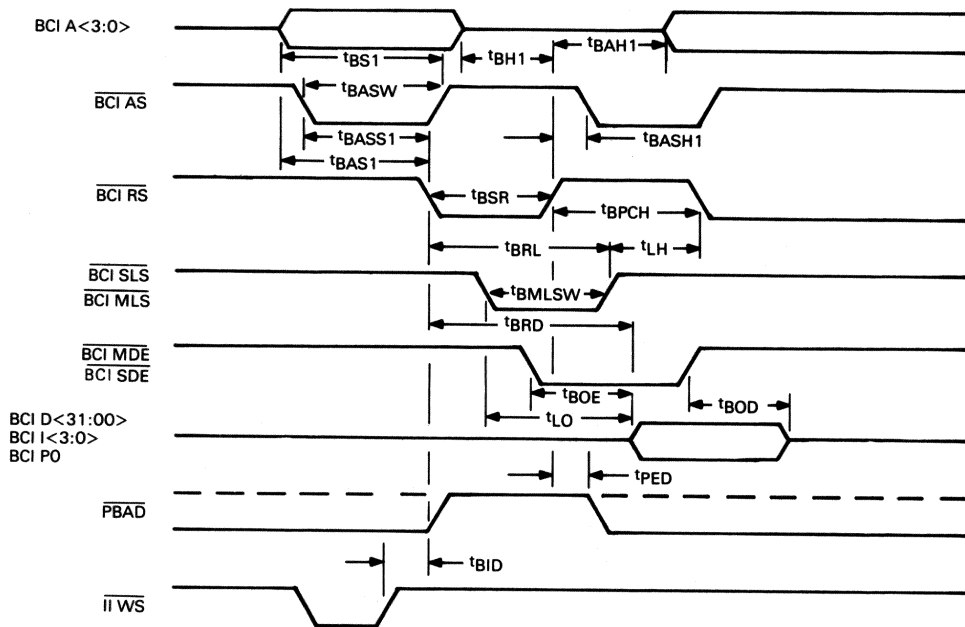 BCI A<3:0>
tBS1
tBH1
tBAH1
BCI AS
tBASW
tBASS1
tBASH1
tBAS1
BCI RS
tBSR
tBPCH
tBRL
tLH
BCI SLS
BCI MLS
tBMLSW
tBRD
BCI MDE
BCI SDE
tBOE
tBOD
tLO
BCI D<31:00>
BCI I<3:0>
BCI P0
tPED
PBAD
tBID
II WS